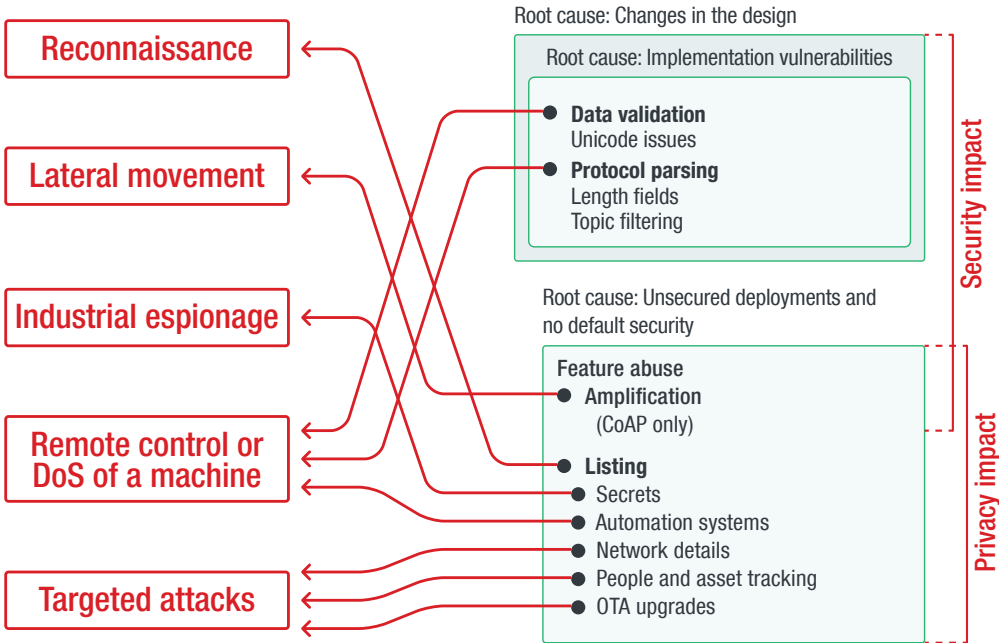 Reconnaissance
Lateral movement
Industrial espionage
Remote control or
DoS of a machine
Targeted attacks
Root cause: Changes in the design
Root cause: Implementation vulnerabilities
Data validation
Unicode issues
Protocol parsing
Length fields
Topic filtering
Root cause: Unsecured deployments and
no default security
Feature abuse
Amplification
(CoAP only)
Listing
Secrets
Automation systems
Network details
People and asset tracking
OTA upgrades
Security impact
Privacy impact